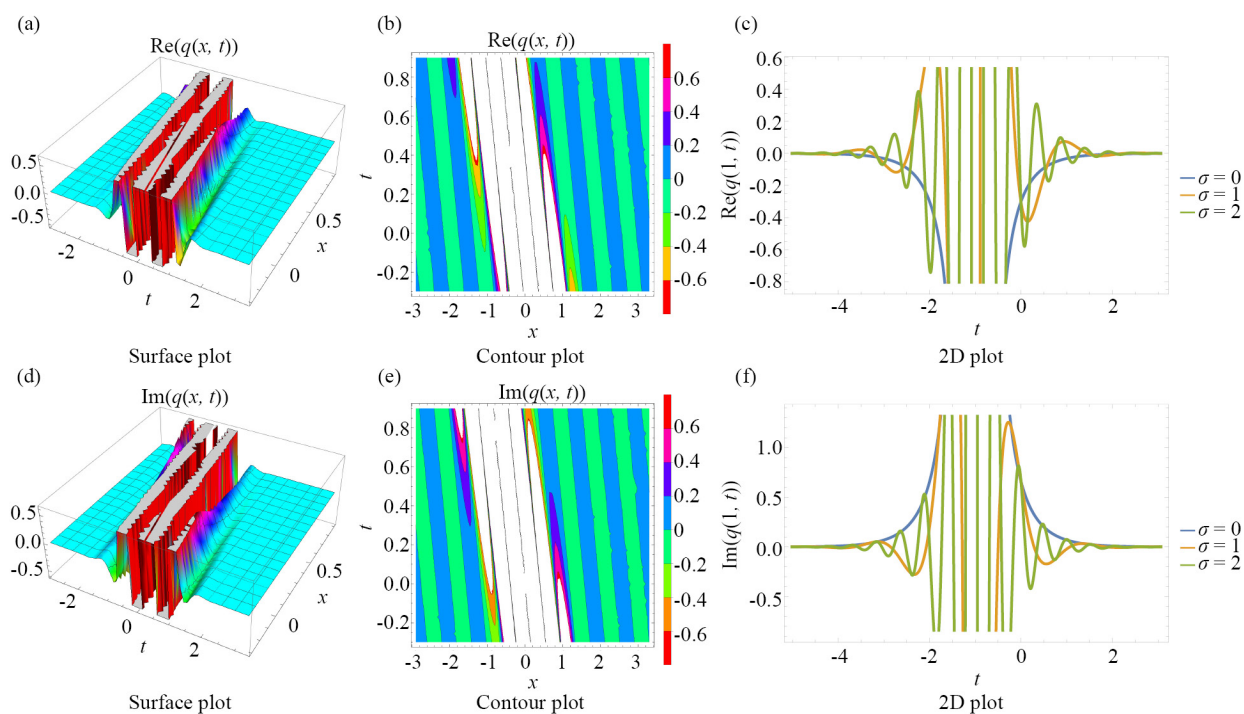 (a)
Re(q(x, t))
0.5
0.0
-0.5
-2
0
2
t
0
0.5
x
Surface plot
(b)
Re(q(x, t))
0.8
0.6
0.4
0.2
0.0
-0.2
t
-3 -2 -1 0 1 2 3
x
0.6
0.4
0.2
0
-0.2
-0.4
-0.6
Contour plot
(c)
0.6
0.4
0.2
0.0
-0.2
-0.4
-0.6
-0.8
Re(q(1, t))
-4 -2 0 2
t
σ = 0
σ = 1
σ = 2
2D plot
(d)
Im(q(x, t))
0.5
0.0
-0.5
-2
0
2
t
0
0.5
x
Surface plot
(e)
Im(q(x, t))
0.8
0.6
0.4
0.2
0.0
-0.2
t
-3 -2 -1 0 1 2 3
x
0.6
0.4
0.2
0
-0.2
-0.4
-0.6
Contour plot
(f)
1.0
0.5
0.0
-0.5
Im(q(1, t))
-4 -2 0 2
t
σ = 0
σ = 1
σ = 2
2D plot